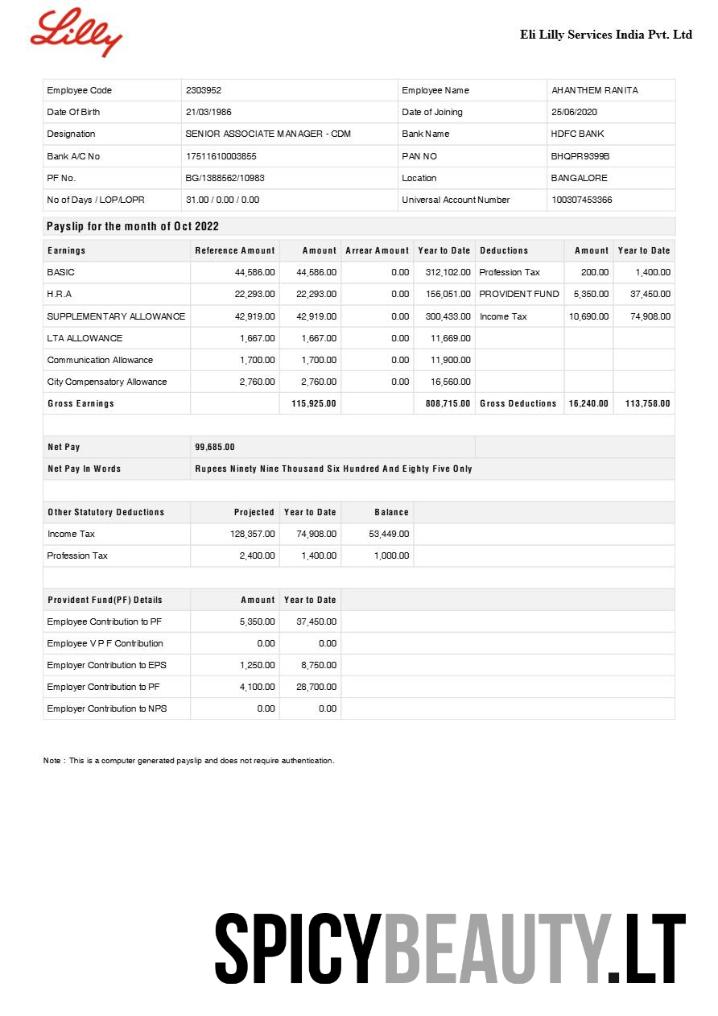 Lilly
Eli Lilly Services India Pvt. Ltd
Employee Code 2303952 Employee Name AHANTHEM RANITA
Date Of Birth 21/03/1986 Date of Joining 25/06/2020
Designation SENIOR ASSOCIATE MANAGER - CDM Bank Name HDFC BANK
Bank A/C No 17511610003855 PAN NO BHQPR9399B
PF No. BG/1388562/10983 Location BANGALORE
No of Days / LOP/LOPR 31.00 / 0.00 / 0.00 Universal Account Number 100307453366
Payslip for the month of Oct 2022
Earnings Reference Amount Amount Arrear Amount Year to Date Deductions Amount Year to Date
BASIC 44,586.00 44,586.00 0.00 312,102.00 Profession Tax 200.00 1,400.00
H.R.A 22,293.00 22,293.00 0.00 156,051.00 PROVIDENT FUND 5,350.00 37,450.00
SUPPLEMENTARY ALLOWANCE 42,919.00 42,919.00 0.00 300,433.00 Income Tax 10,690.00 74,908.00
LTA ALLOWANCE 1,667.00 1,667.00 0.00 11,669.00
Communication Allowance 1,700.00 1,700.00 0.00 11,900.00
City Compensatory Allowance 2,760.00 2,760.00 0.00 16,560.00
Gross Earnings 115,925.00 808,715.00 Gross Deductions 16,240.00 113,758.00
Net Pay 99,685.00
Net Pay In Words Rupees Ninety Nine Thousand Six Hundred And Eighty Five Only
Other Statutory Deductions Projected Year to Date Balance
Income Tax 128,357.00 74,908.00 53,449.00
Profession Tax 2,400.00 1,400.00 1,000.00
Provident Fund(PF) Details Amount Year to Date
Employee Contribution to PF 5,350.00 37,450.00
Employee V P F Contribution 0.00 0.00
Employer Contribution to EPS 1,250.00 8,750.00
Employer Contribution to PF 4,100.00 28,700.00
Employer Contribution to NPS 0.00 0.00
Note : This is a computer generated payslip and does not require authentication.
SPICYBEAUTY.LT